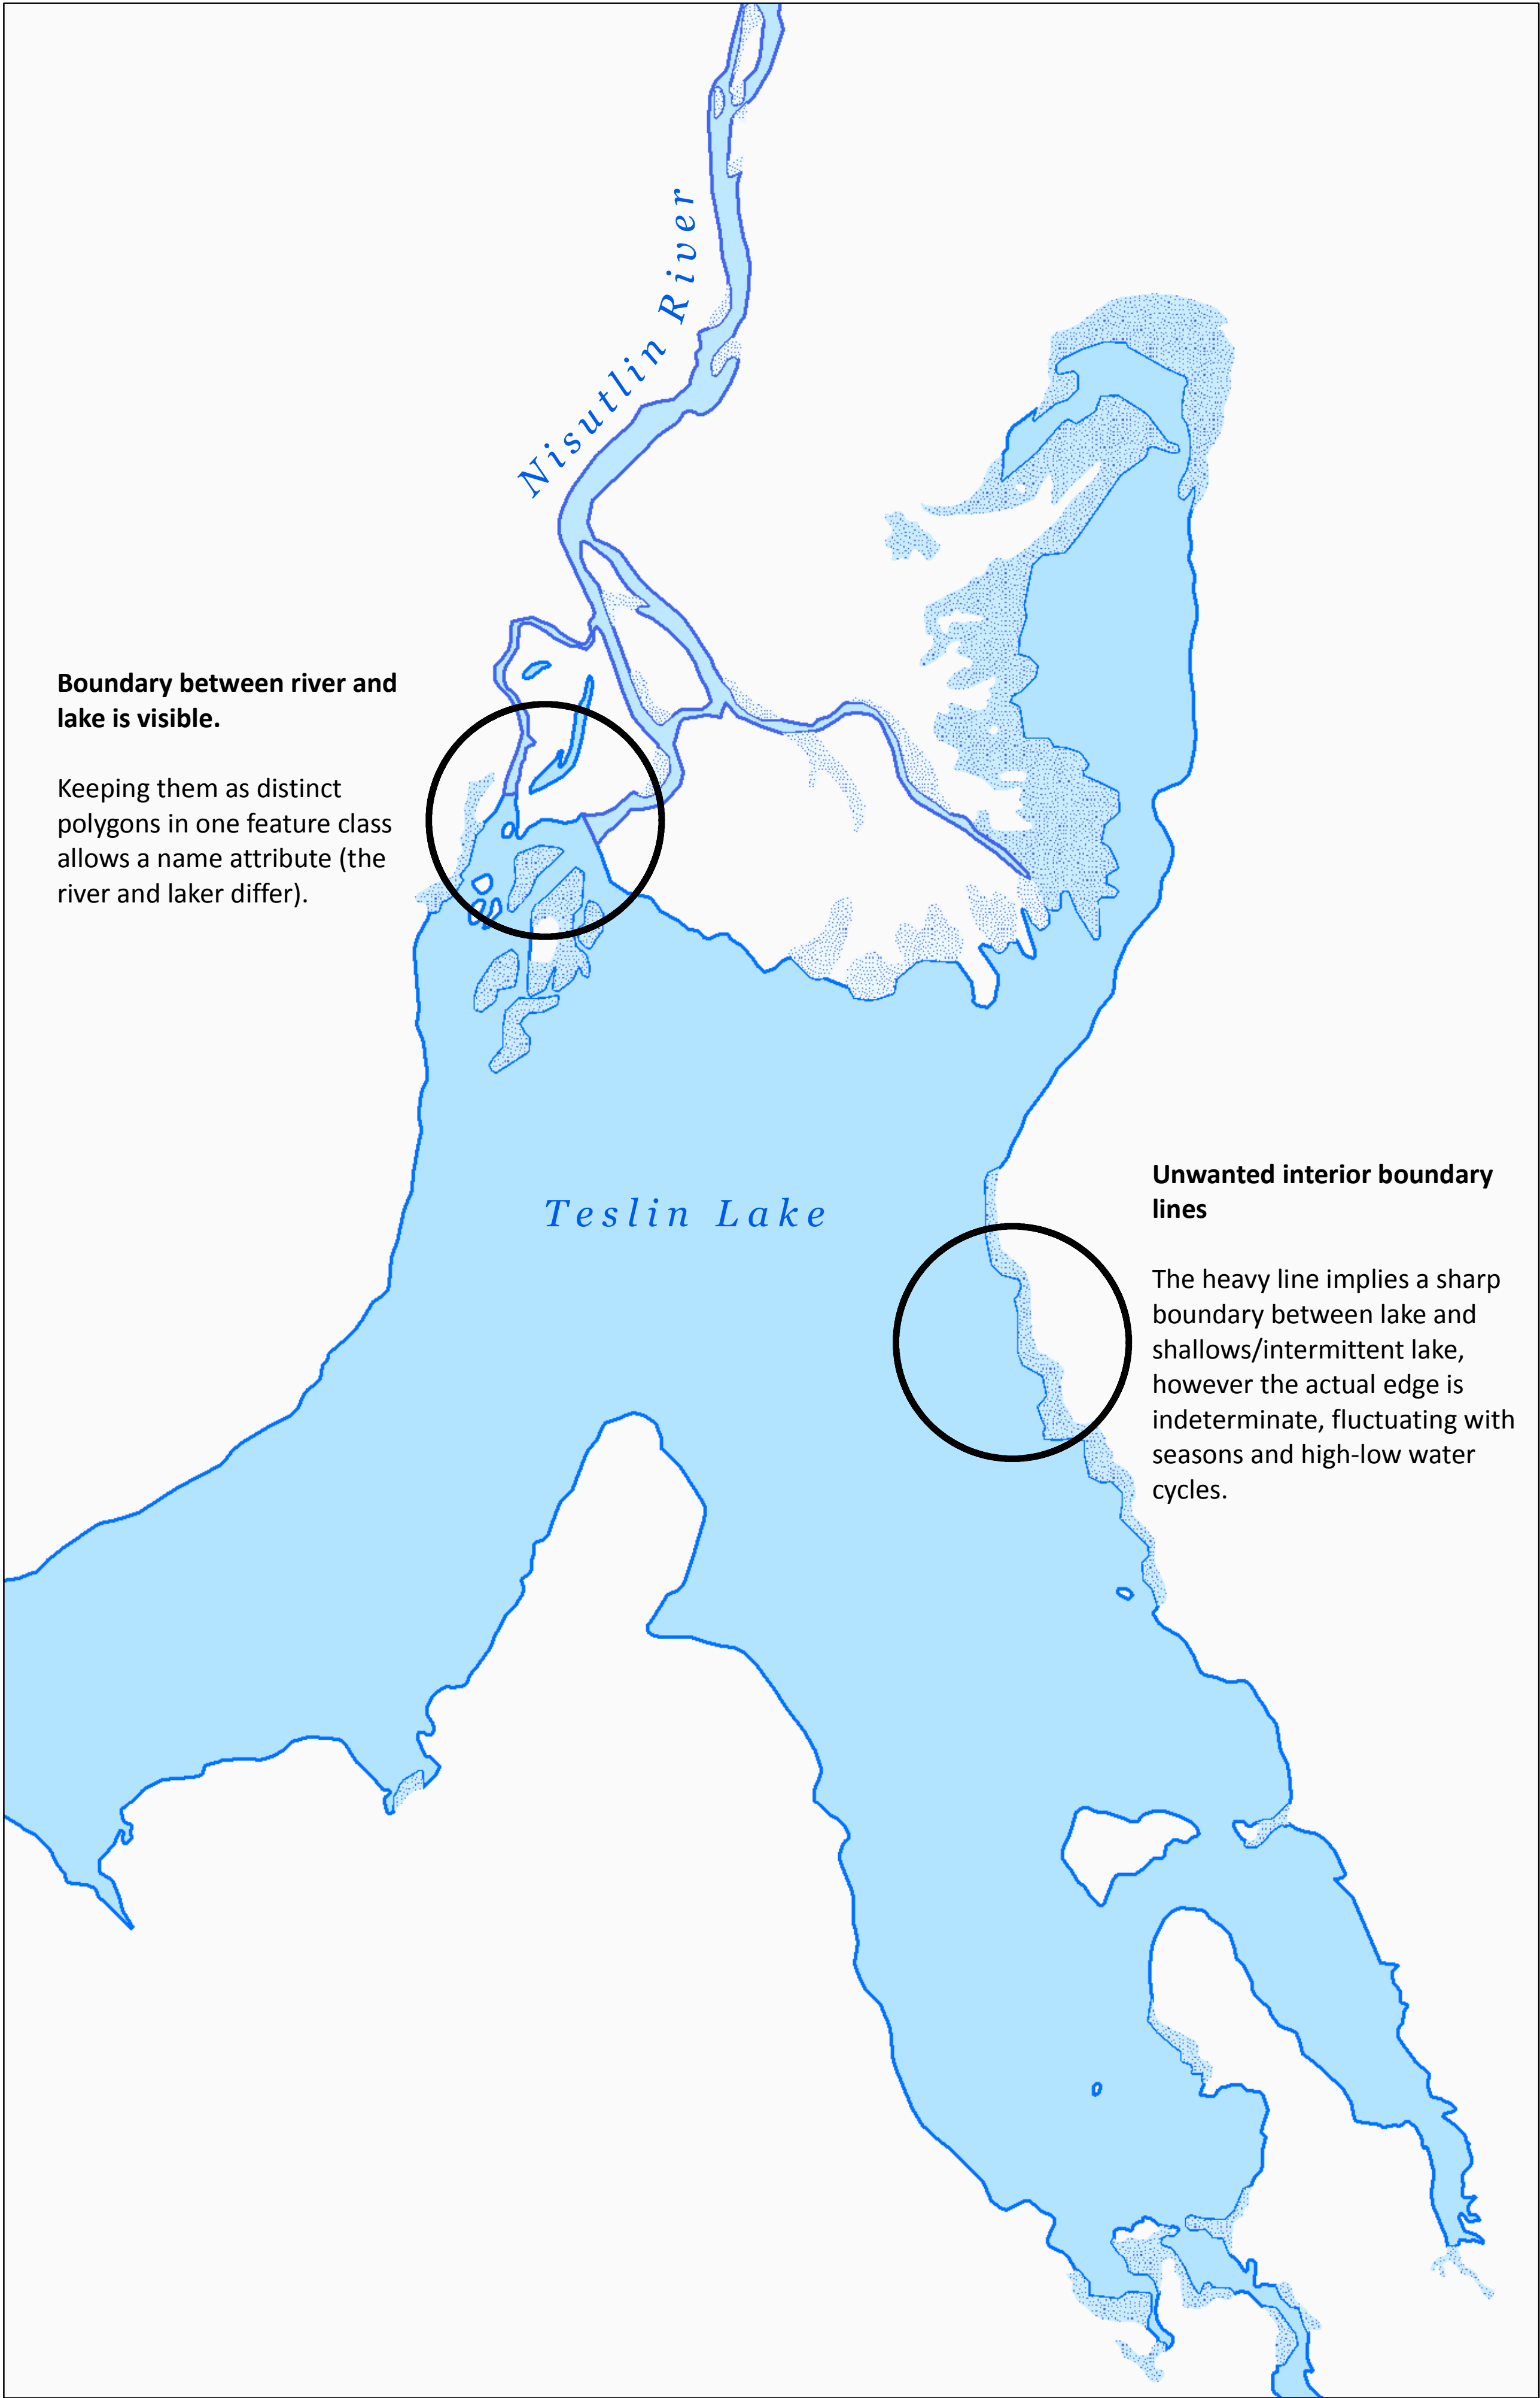 Nisutlin River
Boundary between river and
lake is visible.
Keeping them as distinct
polygons in one feature class
allows a name attribute (the
river and laker differ).
Teslin Lake
Unwanted interior boundary
lines
The heavy line implies a sharp
boundary between lake and
shallows/intermittent lake,
however the actual edge is
indeterminate, fluctuating with
seasons and high-low water
cycles.